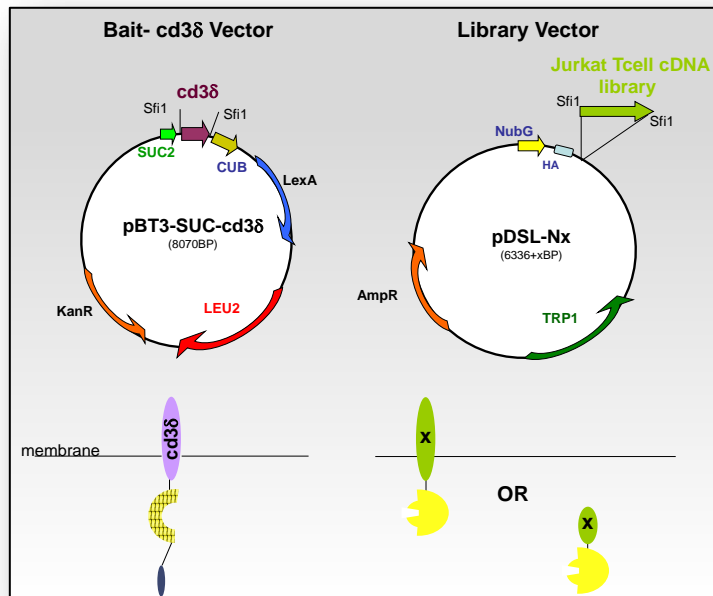 Bait- cd3δ Vector
Library Vector
Jurkat Tcell cDNA
library
cd3δ
Sfi1
Sfi1
SUC2
CUB
LexA
pBT3-SUC-cd3δ
(8070BP)
KanR
LEU2
Sfi1
Sfi1
NubG
HA
pDSL-Nx
(6336+xBP)
AmpR
TRP1
membrane
cd3δ
x
OR
x